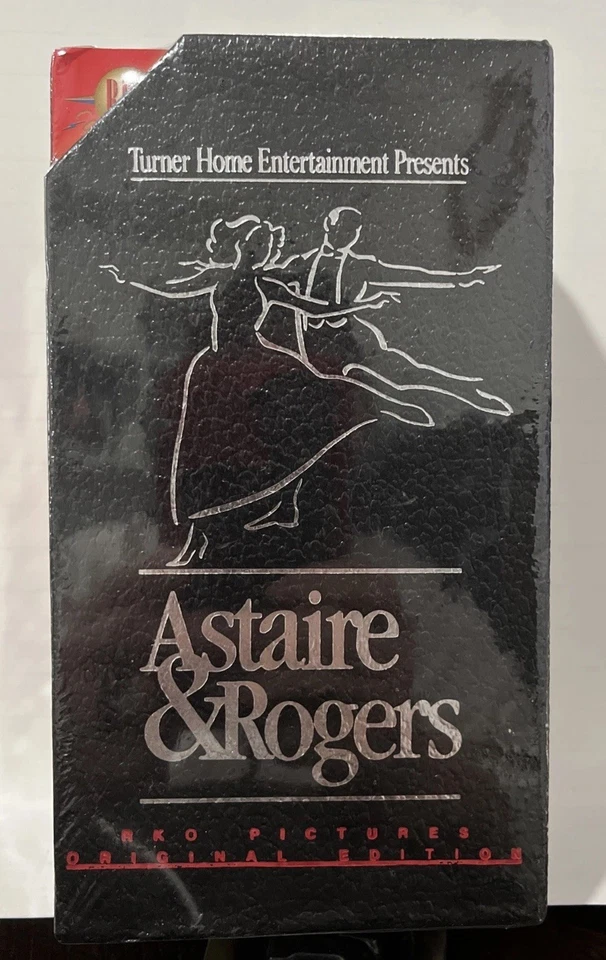 Turner Home Entertainment Presents
Astaire
&Rogers
RKO PICTURES
ORIGINAL EDITION